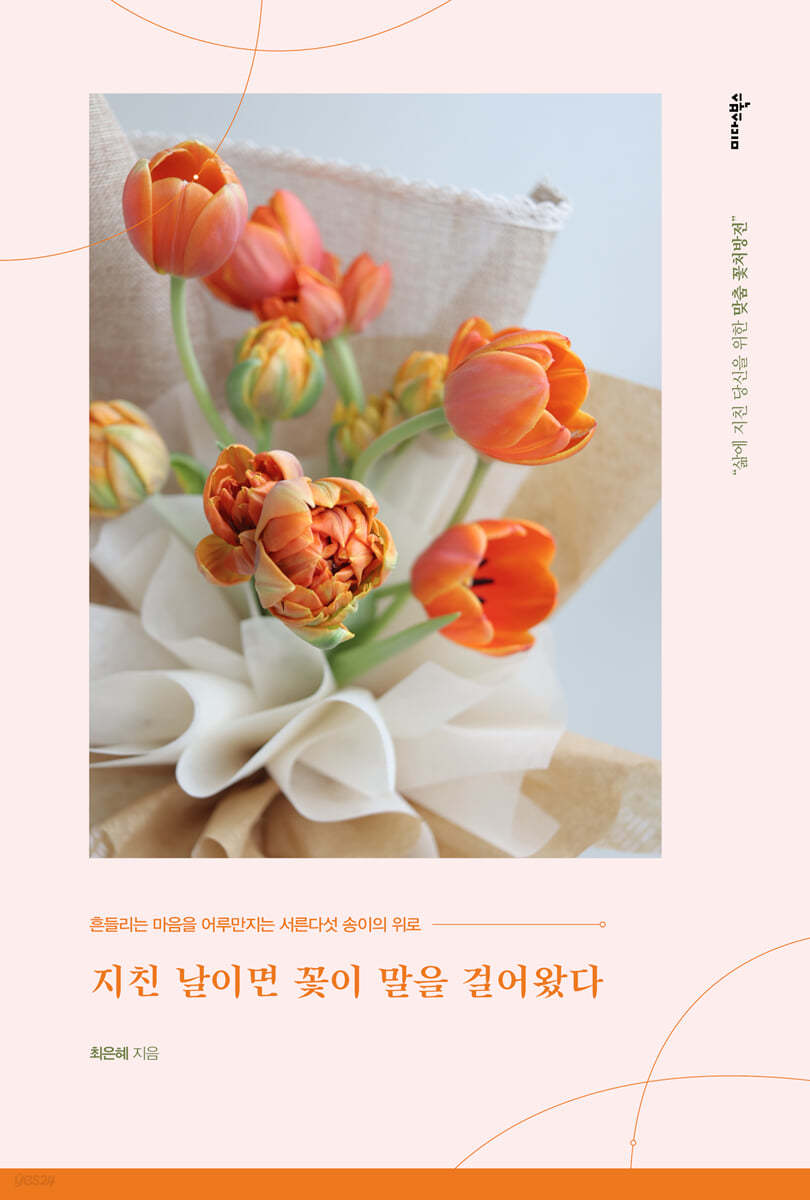 미다스북스
“삶에 지친 당신을 위한 맞춤 꽃처방전”
흔들리는 마음을 어루만지는 서른다섯 송이의 위로
지친 날이면 꽃이 말을 걸어왔다
최은혜 지음
yes24